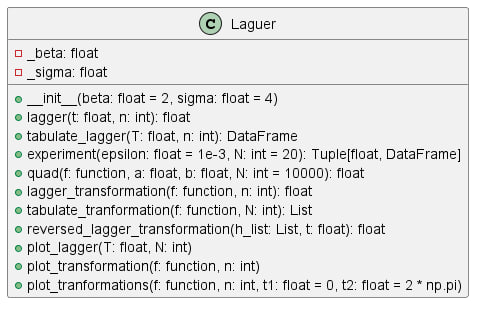 C Laguer
_beta: float
_sigma: float
__init__(beta: float = 2, sigma: float = 4)
lagger(t: float, n: int): float
tabulate_lagger(T: float, n: int): DataFrame
experiment(epsilon: float = 1e-3, N: int = 20): Tuple[float, DataFrame]
quad(f: function, a: float, b: float, N: int = 10000): float
lagger_transformation(f: function, n: int): float
tabulate_tranformation(f: function, N: int): List
reversed_lagger_transformation(h_list: List, t: float): float
plot_lagger(T: float, N: int)
plot_transformation(f: function, n: int)
plot_tranformations(f: function, n: int, t1: float = 0, t2: float = 2 * np.pi)